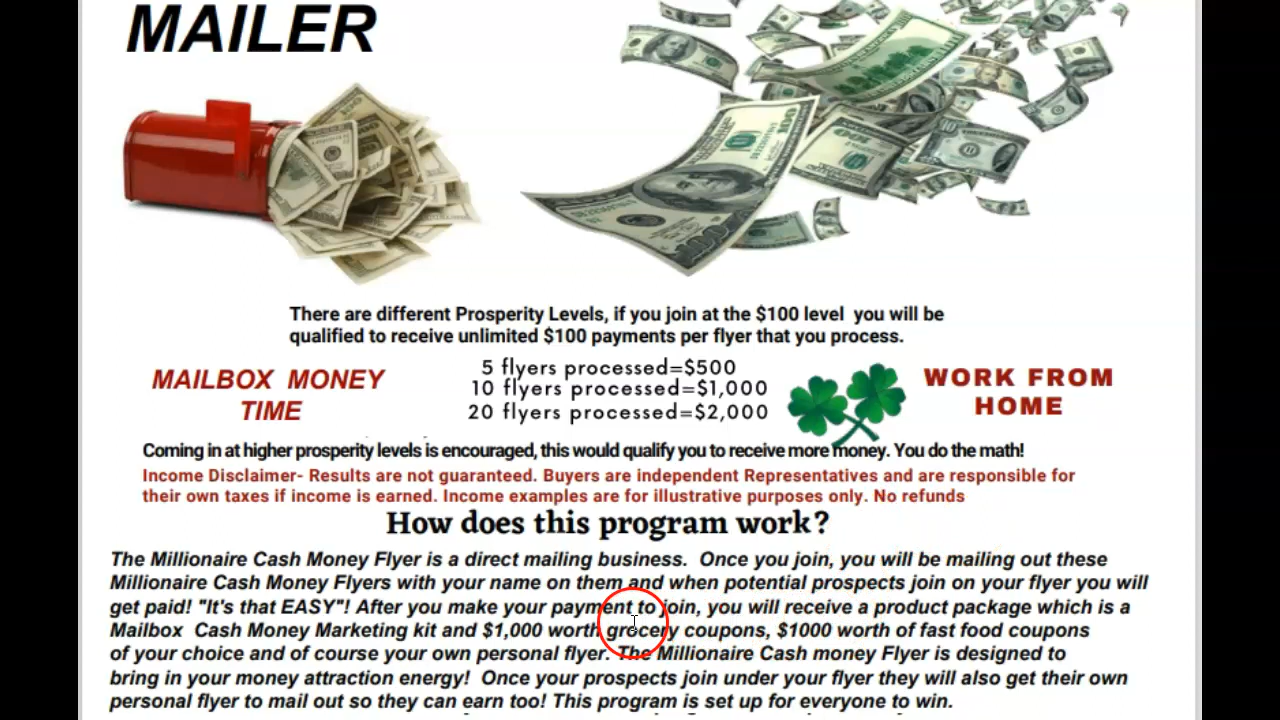 MAILER
There are different Prosperity Levels, if you join at the $100 level you will be
qualified to receive unlimited $100 payments per flyer that you process.
MAILBOX MONEY
TIME
5 flyers processed=$500
10 flyers processed=$1,000
20 flyers processed=$2,000
WORK FROM
HOME
Coming in at higher prosperity levels is encouraged, this would qualify you to receive more money. You do the math!
Income Disclaimer- Results are not guaranteed. Buyers are independent Representatives and are responsible for
their own taxes if income is earned. Income examples are for illustrative purposes only. No refunds
How does this program work?
The Millionaire Cash Money Flyer is a direct mailing business. Once you join, you will be mailing out these
Millionaire Cash Money Flyers with your name on them and when potential prospects join on your flyer you will
get paid! "It's that EASY"! After you make your payment to join, you will receive a product package which is a
Mailbox Cash Money Marketing kit and $1,000 worth grocery coupons, $1000 worth of fast food coupons
of your choice and of course your own personal flyer. The Millionaire Cash money Flyer is designed to
bring in your money attraction energy! Once your prospects join under your flyer they will also get their own
personal flyer to mail out so they can earn too! This program is set up for everyone to win.